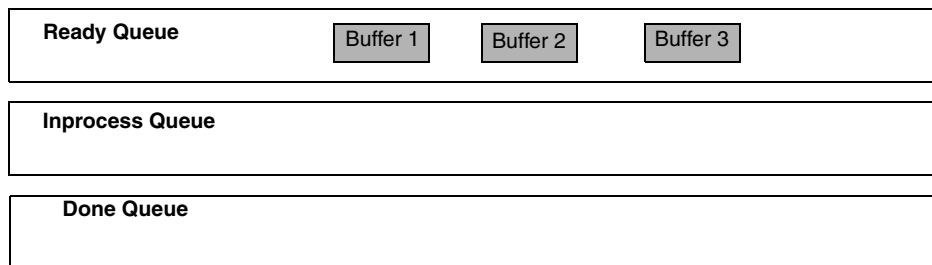 Ready Queue Buffer 1 Buffer 2 Buffer 3
Inprocess Queue
Done Queue